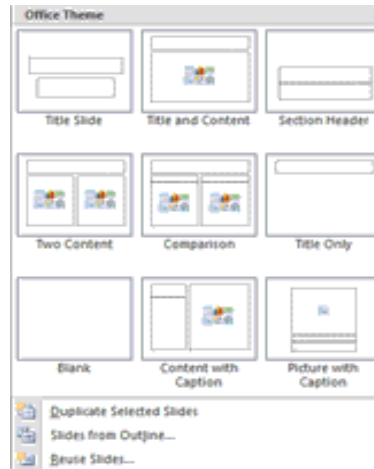 Office Theme
Title Slide
Title and Content
Section Header
Two Content
Comparison
Title Only
Blank
Content with
Caption
Picture with
Caption
Duplicate Selected Slides
Slides from Outline...
Reuse Slides...